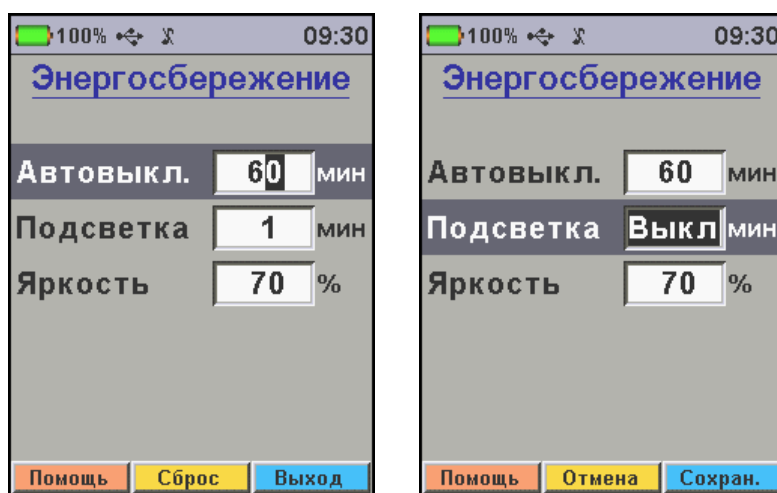 100% 09:30
Энергосбережение
Автовыкл. 60 мин
Подсветка 1 мин
Яркость 70 %
Помощь Сброс Выход
100% 09:30
Энергосбережение
Автовыкл. 60 мин
Подсветка Выкл мин
Яркость 70 %
Помощь Отмена Сохран.